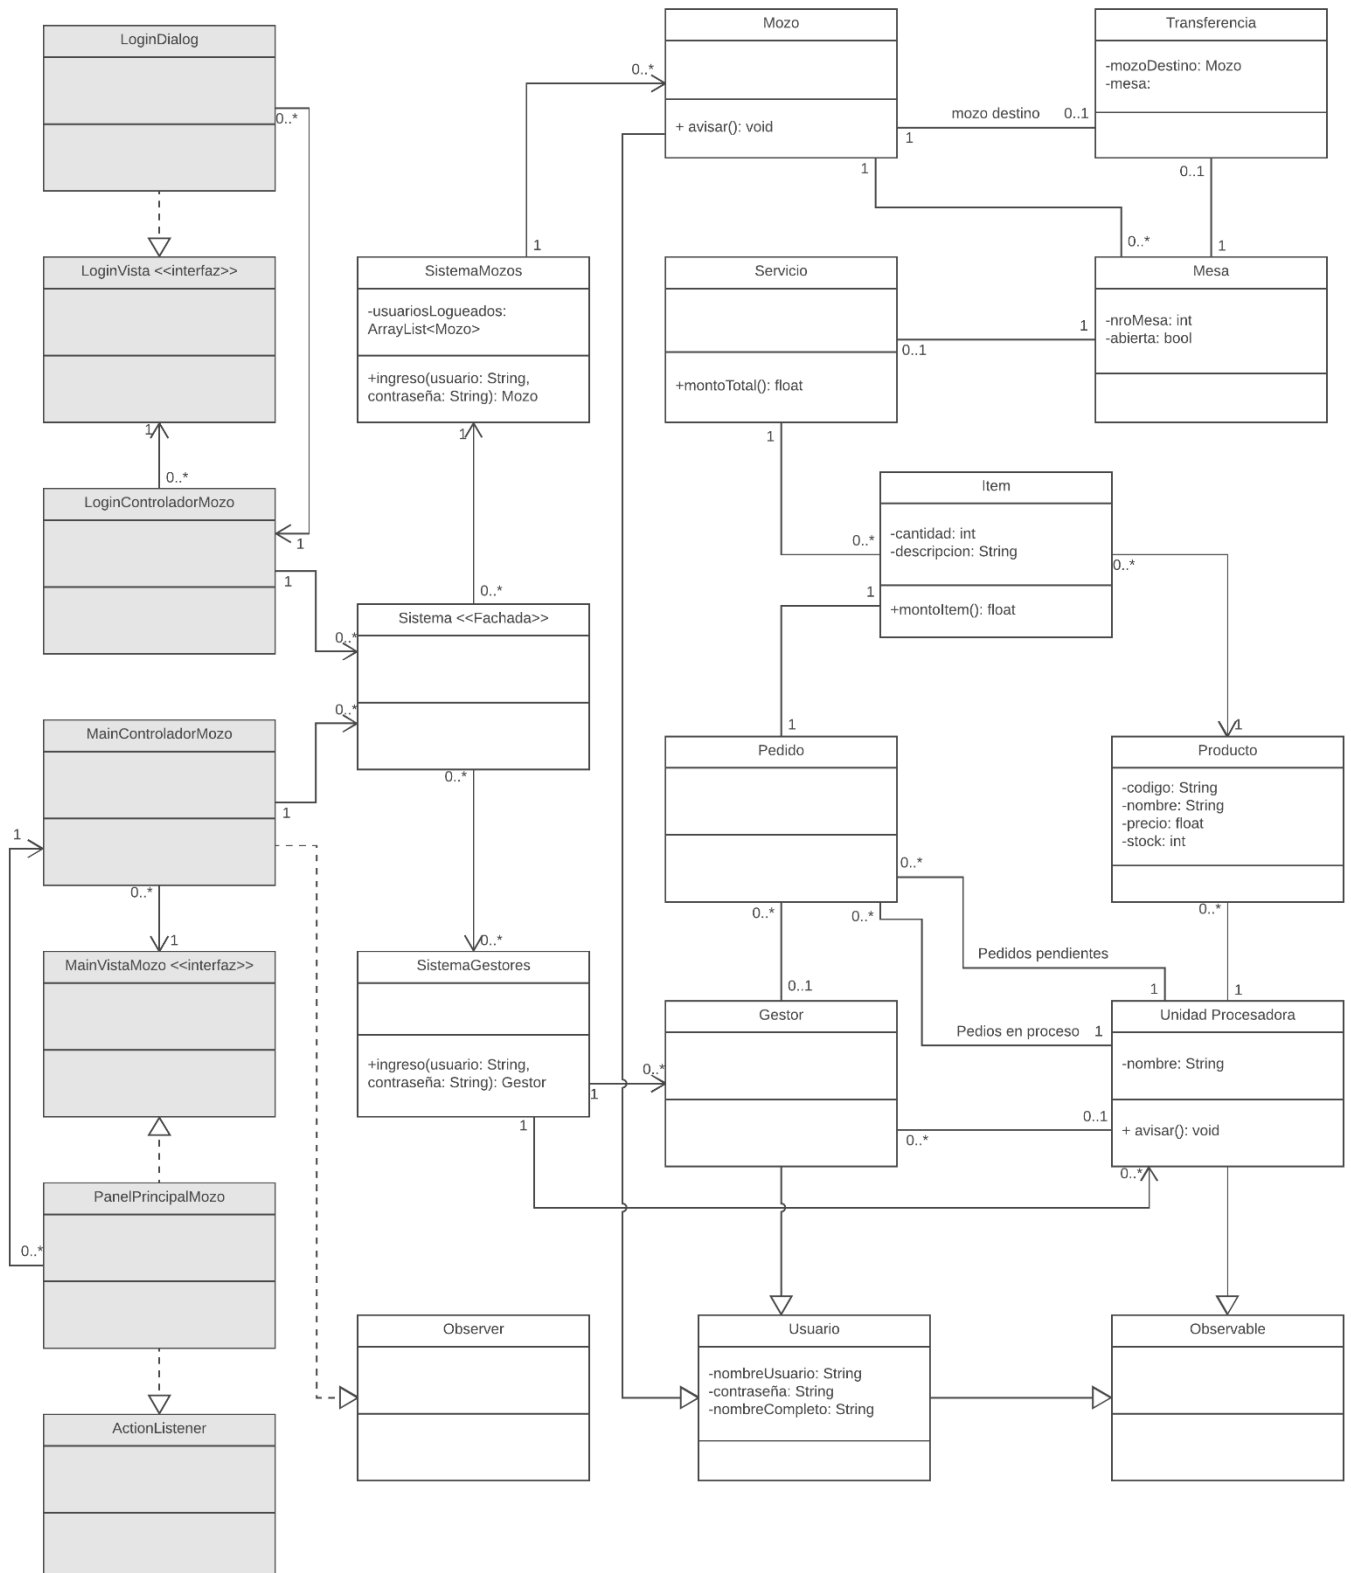 LoginDialog
0..*
LoginVista <<interfaz>>
1
0..*
LoginControladorMozo
1
1
MainControladorMozo
1
1
0..*
1
MainVistaMozo <<interfaz>>
PanelPrincipalMozo
0..*
ActionListener
0..*
1
SistemaMozos
-usuariosLogueados:
ArrayList<Mozo>
+ingreso(usuario: String,
contraseña: String): Mozo
1
0..*
Sistema <<Fachada>>
0..*
0..*
0..*
0..*
SistemaGestores
+ingreso(usuario: String,
contraseña: String): Gestor
1
1
0..*
Observer
Mozo
+ avisar(): void
mozo destino
0..1
1
1
Transferencia
-mozoDestino: Mozo
-mesa:
0..1
0..*
1
Servicio
+montoTotal(): float
0..1
1
1
Mesa
-nroMesa: int
-abierta: bool
Item
-cantidad: int
-descripcion: String
+montoItem(): float
0..*
0..*
1
1
Pedido
1
Producto
-codigo: String
-nombre: String
-precio: float
-stock: int
0..*
0..*
0..*
0..*
Pedidos pendientes
0..1
1
1
Gestor
Pedios en proceso
1
Unidad Procesadora
-nombre: String
+ avisar(): void
0..1
0..*
0..*
Usuario
-nombreUsuario: String
-contraseña: String
-nombreCompleto: String
Observable